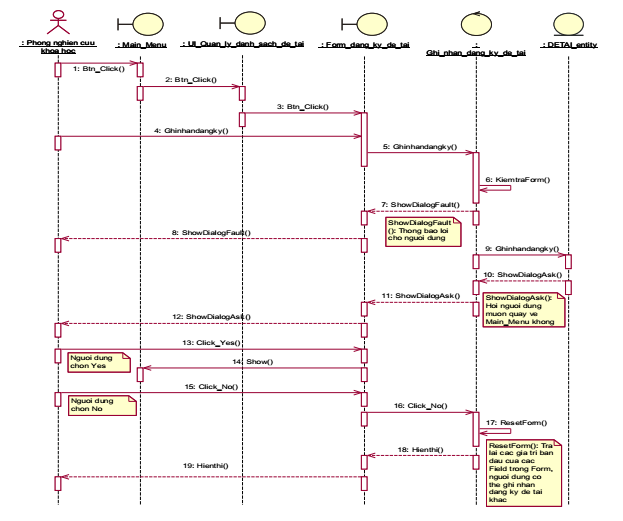 : Phong nghien cuu
khoa hoc
: Main_Menu
: UI_Quan_ly_danh_sach_de_tai
: Form_dang_ky_de_tai
:
Ghi_nhan_dang_ky_de_tai
: DETAI_entity
1: Btn_Click()
2: Btn_Click()
3: Btn_Click()
4: Ghinhandangky()
5: Ghinhandangky()
6: KiemtraForm()
7: ShowDialogFault()
ShowDialogFault
(): Thong bao loi
cho nguoi dung
8: ShowDialogFault()
9: Ghinhandangky()
10: ShowDialogAsk()
11: ShowDialogAsk()
ShowDialogAsk():
Hoi nguoi dung
muon quay ve
Main_Menu khong
12: ShowDialogAsk()
13: Click_Yes()
Nguoi dung
chon Yes
14: Show()
15: Click_No()
Nguoi dung
chon No
16: Click_No()
17: ResetForm()
ResetForm(): Tra
lai cac gia tri ban
dau cua cac
Field trong Form,
nguoi dung co
the ghi nhan
dang ky de tai
khac
18: Hienthi()
19: Hienthi()